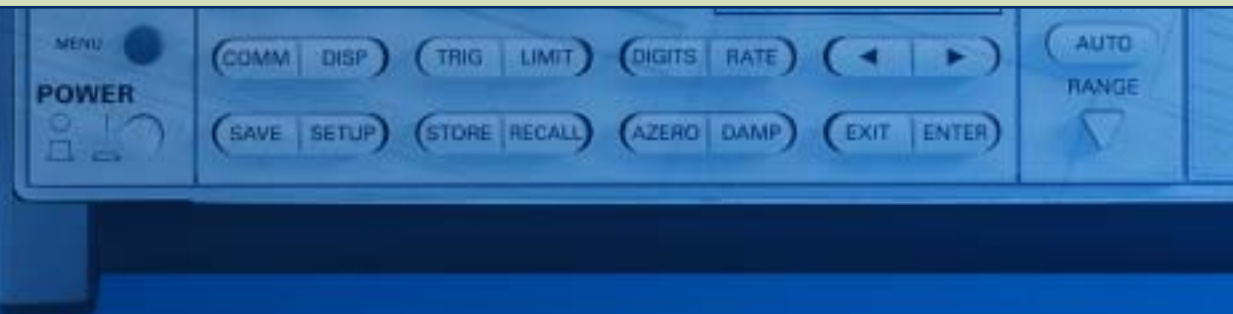 MENU
COMM DISP TRIG LIMIT DIGITS RATE ◀ ▶ AUTO
POWER
RANGE
SAVE SETUP STORE RECALL AZERO DAMP EXIT ENTER